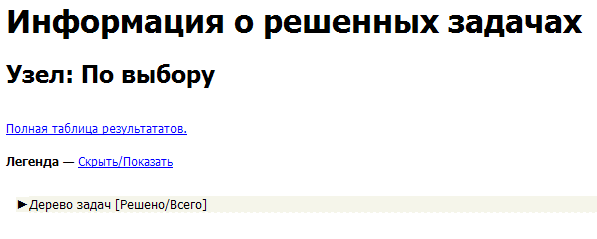 Информация о решенных задачах
Узел: По выбору
Полная таблица результататов.
Легенда — Скрыть/Показать
►Дерево задач [Решено/Всего]